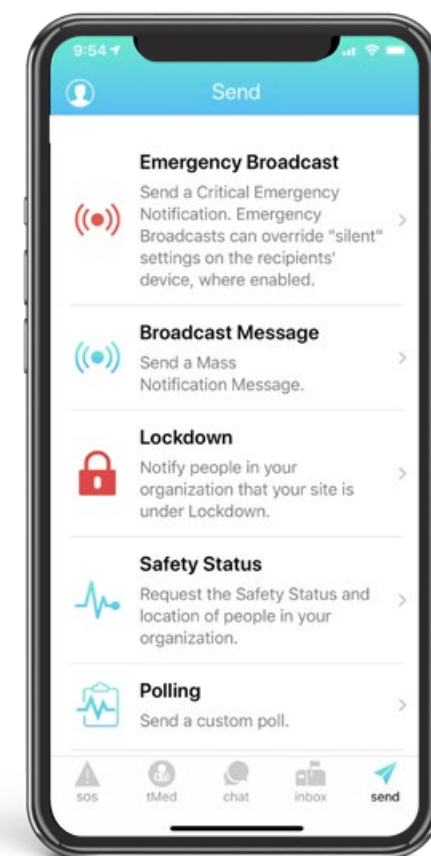 9:54
Send
Emergency Broadcast
Send a Critical Emergency
Notification. Emergency
Broadcasts can override "silent"
settings on the recipients'
device, where enabled.
Broadcast Message
Send a Mass
Notification Message.
Lockdown
Notify people in your
organization that your site is
under Lockdown.
Safety Status
Request the Safety Status and
location of people in your
organization.
Polling
Send a custom poll.
sos tMed chat inbox send